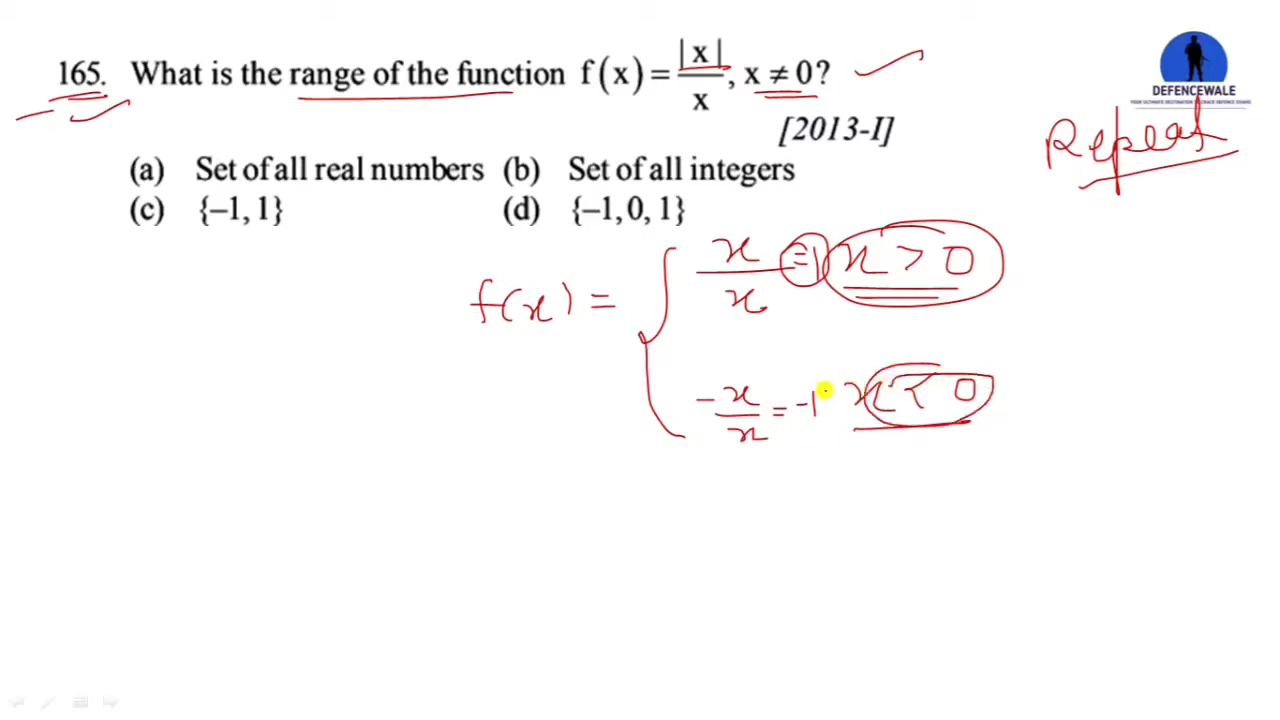 165. What is the range of the function f(x) = |x|/x, x ≠ 0?
[2013-I]
(a) Set of all real numbers (b) Set of all integers
(c) {–1, 1} (d) {–1, 0, 1}
DEFENCEWALE
Repeat
f(x) = { x/x = 1 x > 0
-x/x = -1 x < 0